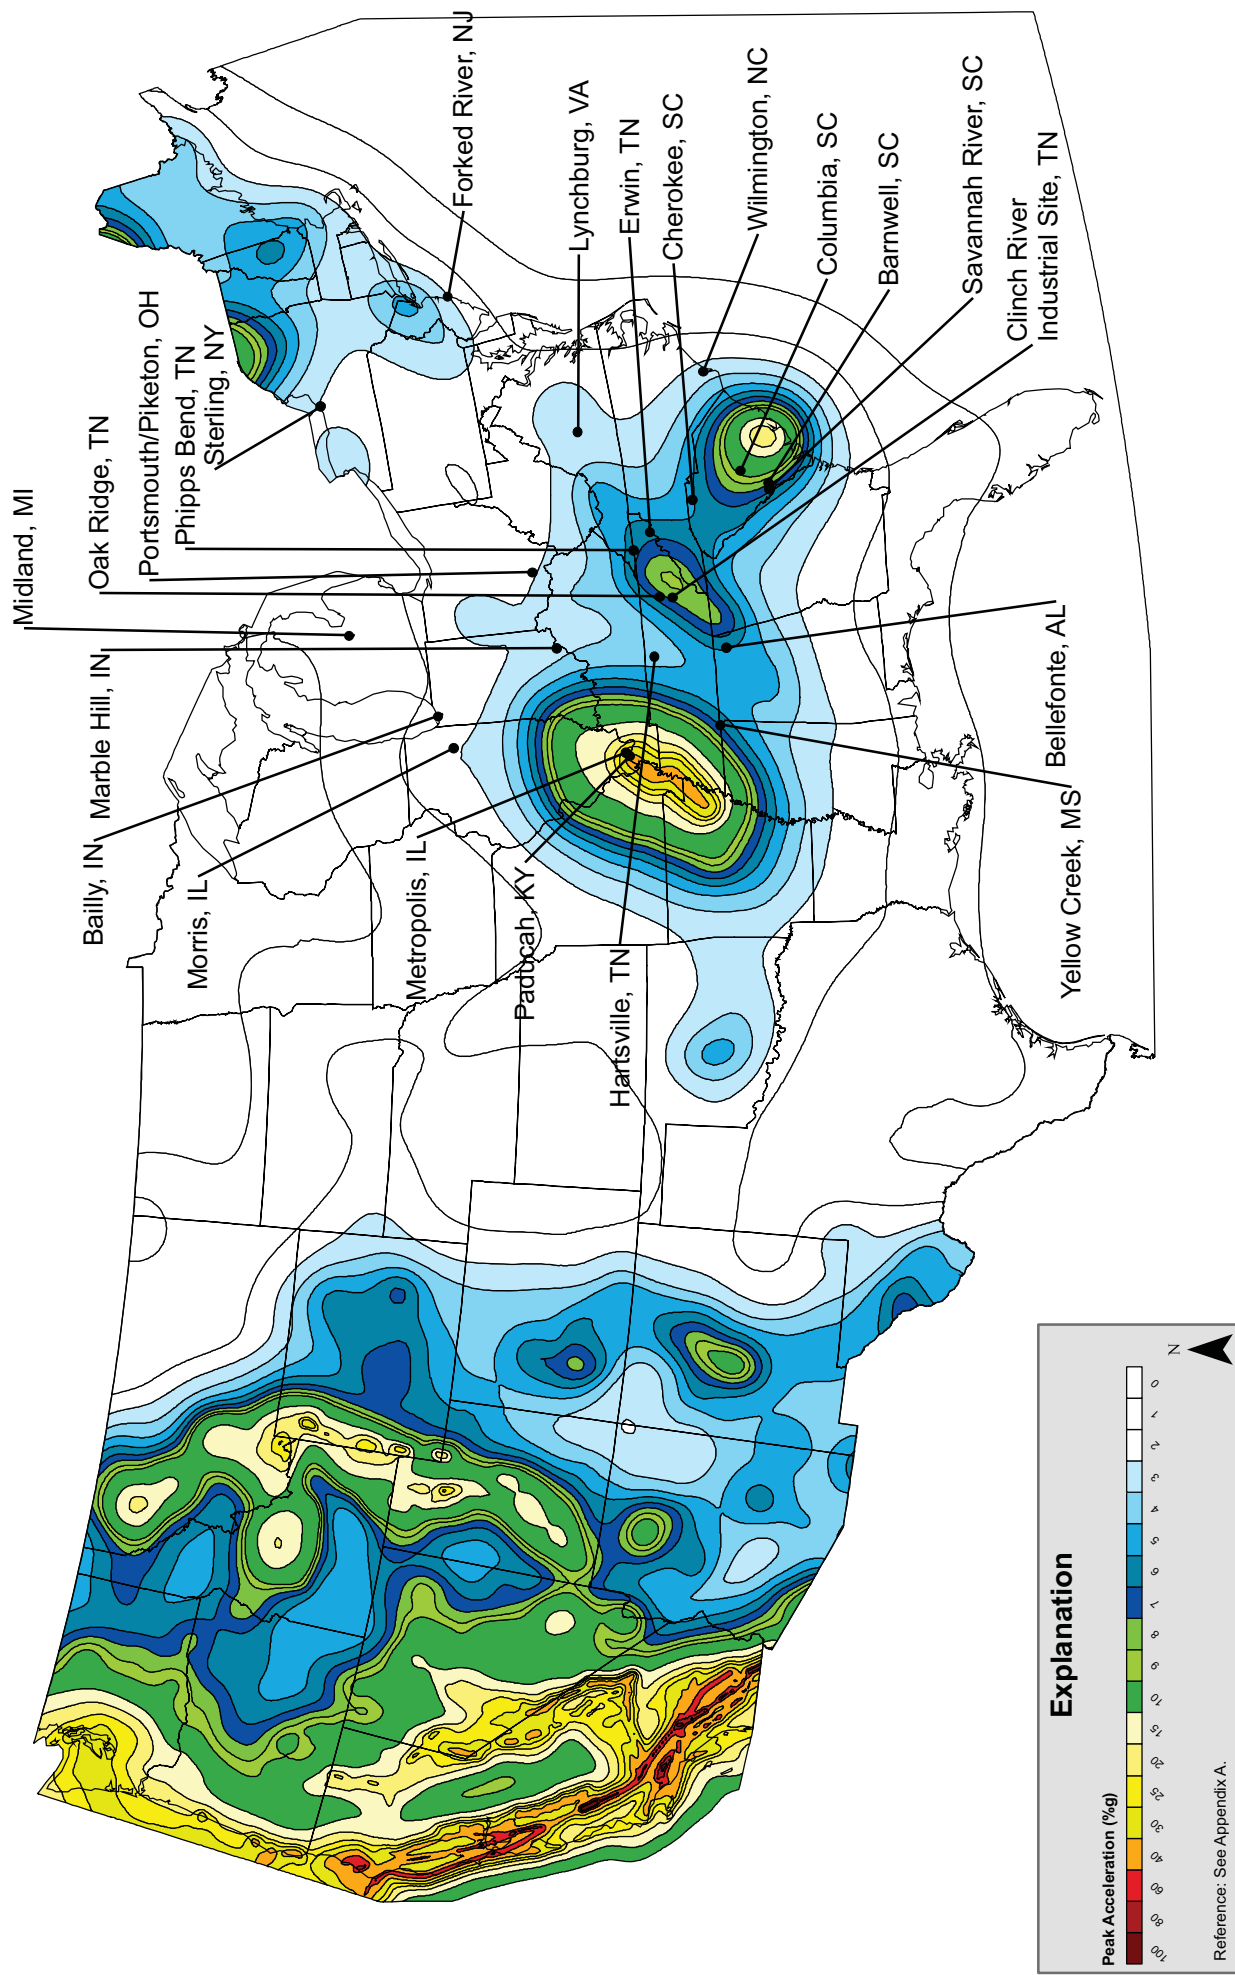 Midland, MI
Bailly, IN
Marble Hill, IN
Oak Ridge, TN
Portsmouth/Piketon, OH
Phipps Bend, TN
Sterling, NY
Forked River, NJ
Morris, IL
Metropolis, IL
Paducah, KY
Hartsville, TN
Lynchburg, VA
Erwin, TN
Cherokee, SC
Wilmington, NC
Columbia, SC
Barnwell, SC
Savannah River, SC
Clinch River
Industrial Site, TN
Yellow Creek, MS
Bellefonte, AL
Explanation
N
Peak Acceleration (%g)
100 80 60 40 30 25 20 15 10 9 8 7 6 5 4 3 2 1 0
Reference: See Appendix A.